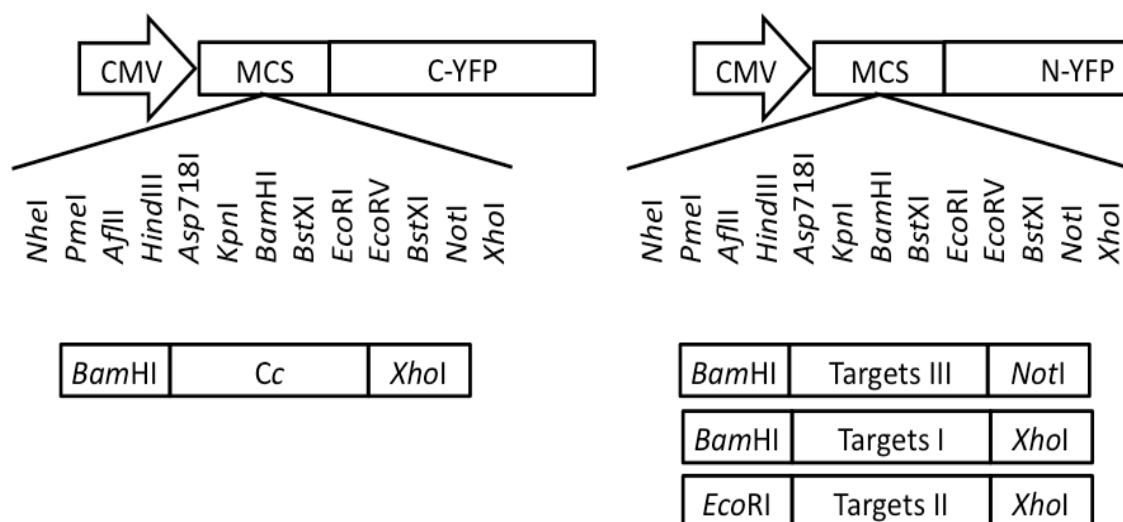 CMV MCS C-YFP
CMV MCS N-YFP
NheI
PmeI
AflII
HindIII
Asp718I
KpnI
BamHI
BstXI
EcoRI
EcoRV
BstXI
NotI
XhoI
NheI
PmeI
AflII
HindIII
Asp718I
KpnI
BamHI
BstXI
EcoRI
EcoRV
BstXI
NotI
XhoI
BamHI Cc XhoI
BamHI Targets III NotI
BamHI Targets I XhoI
EcoRI Targets II XhoI